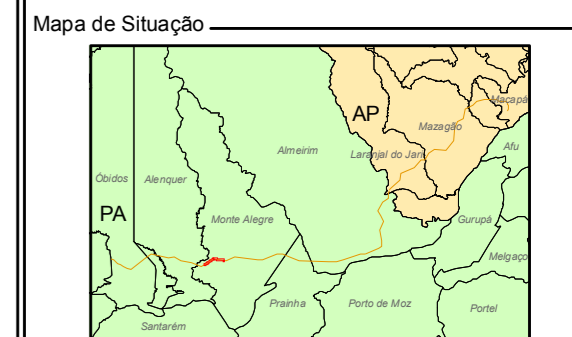 Mapa de Situação
AP
Macapá
Mazagão
Almeirim
Laranjal do Jari
Afu
Óbidos
Alenquer
PA
Monte Alegre
Gurupá
Melgaço
Prainha
Porto de Moz
Portel
Santarém